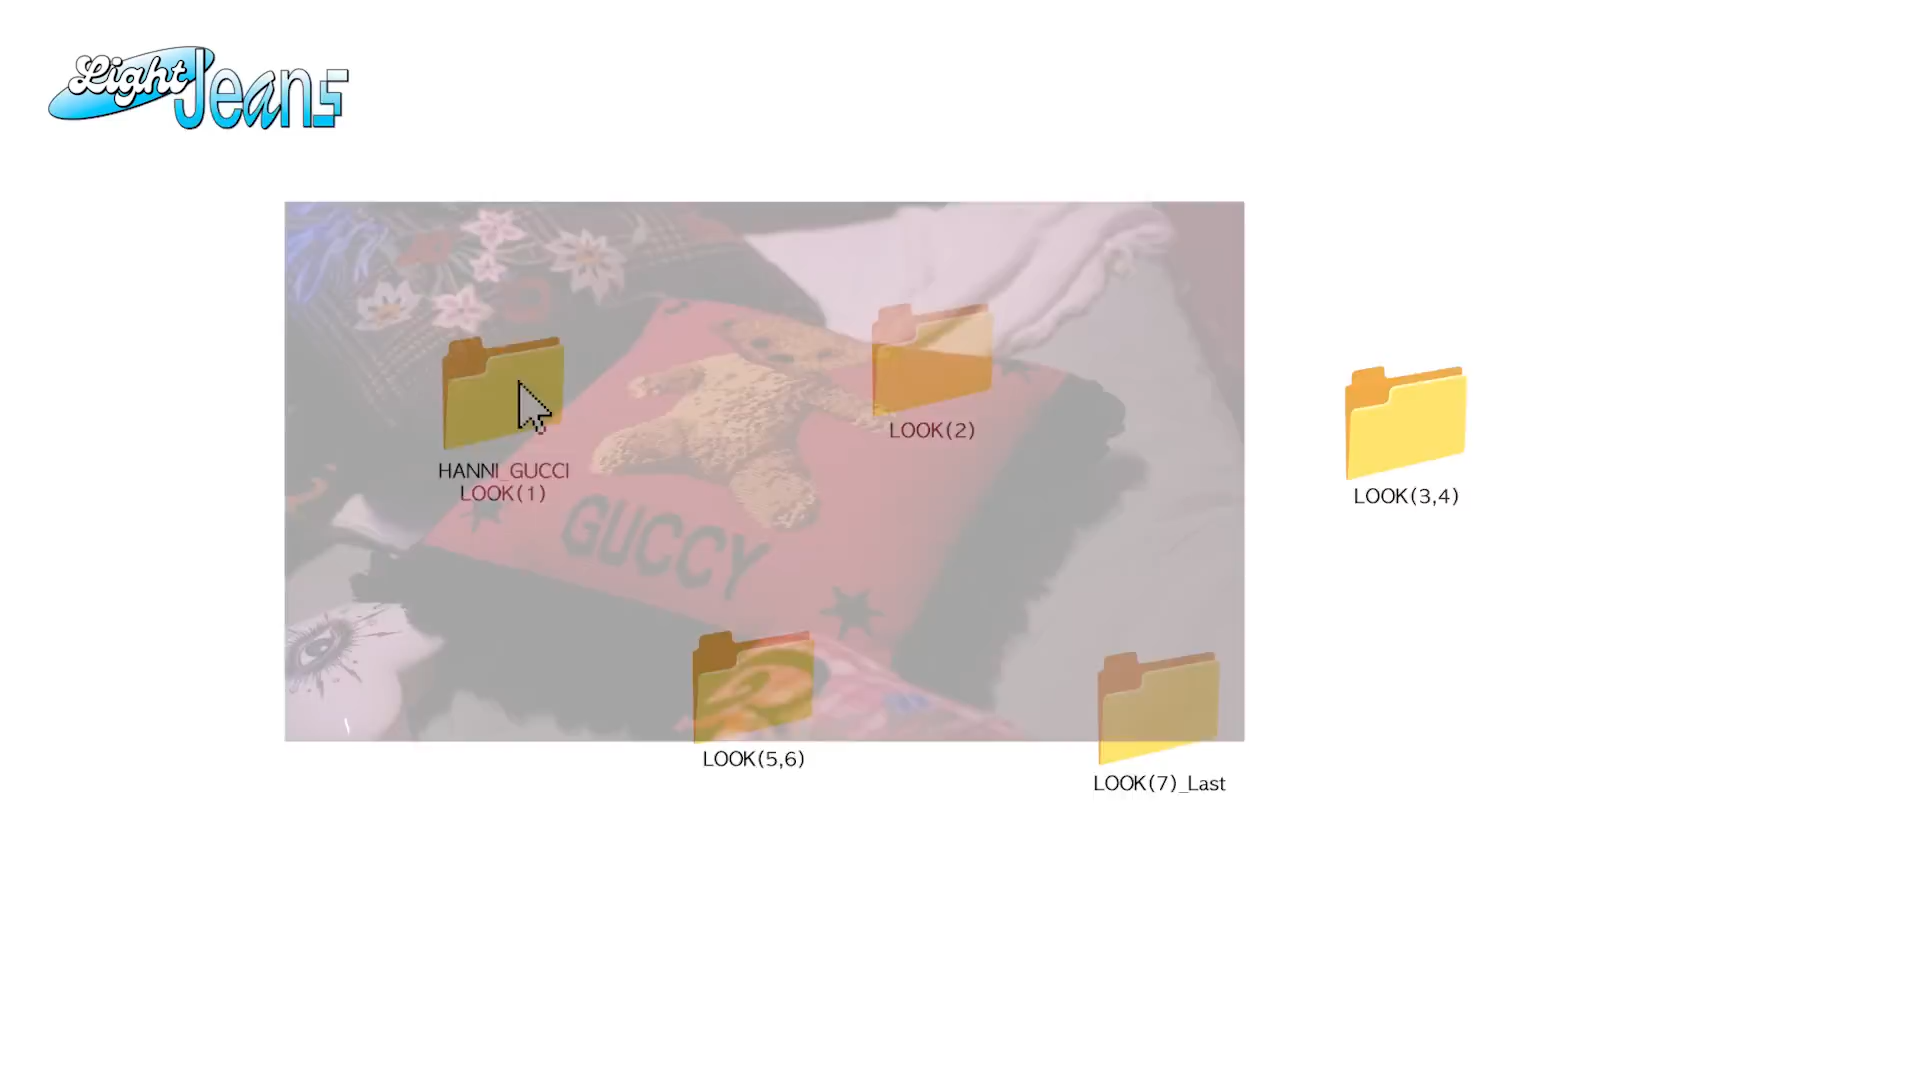 Light Jeans
LOOK(2)
HANNI_GUCCI
LOOK(1)
LOOK(3,4)
GUCCY
LOOK(5,6)
LOOK(7)_Last